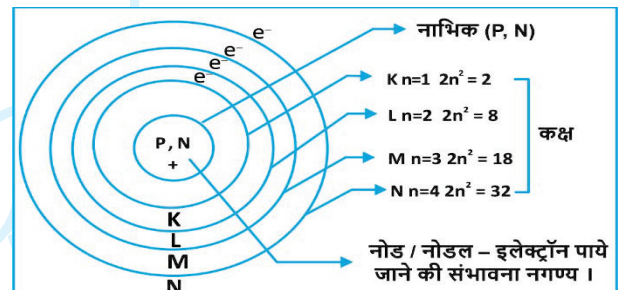 e⁻
e⁻
e⁻
e⁻
P, N
+
K
L
M
N
नाभिक (P, N)
K n=1 2n² = 2
L n=2 2n² = 8
M n=3 2n² = 18
N n=4 2n² = 32
कक्ष
नोड / नोडल – इलेक्ट्रॉन पाये
जाने की संभावना नगण्य ।